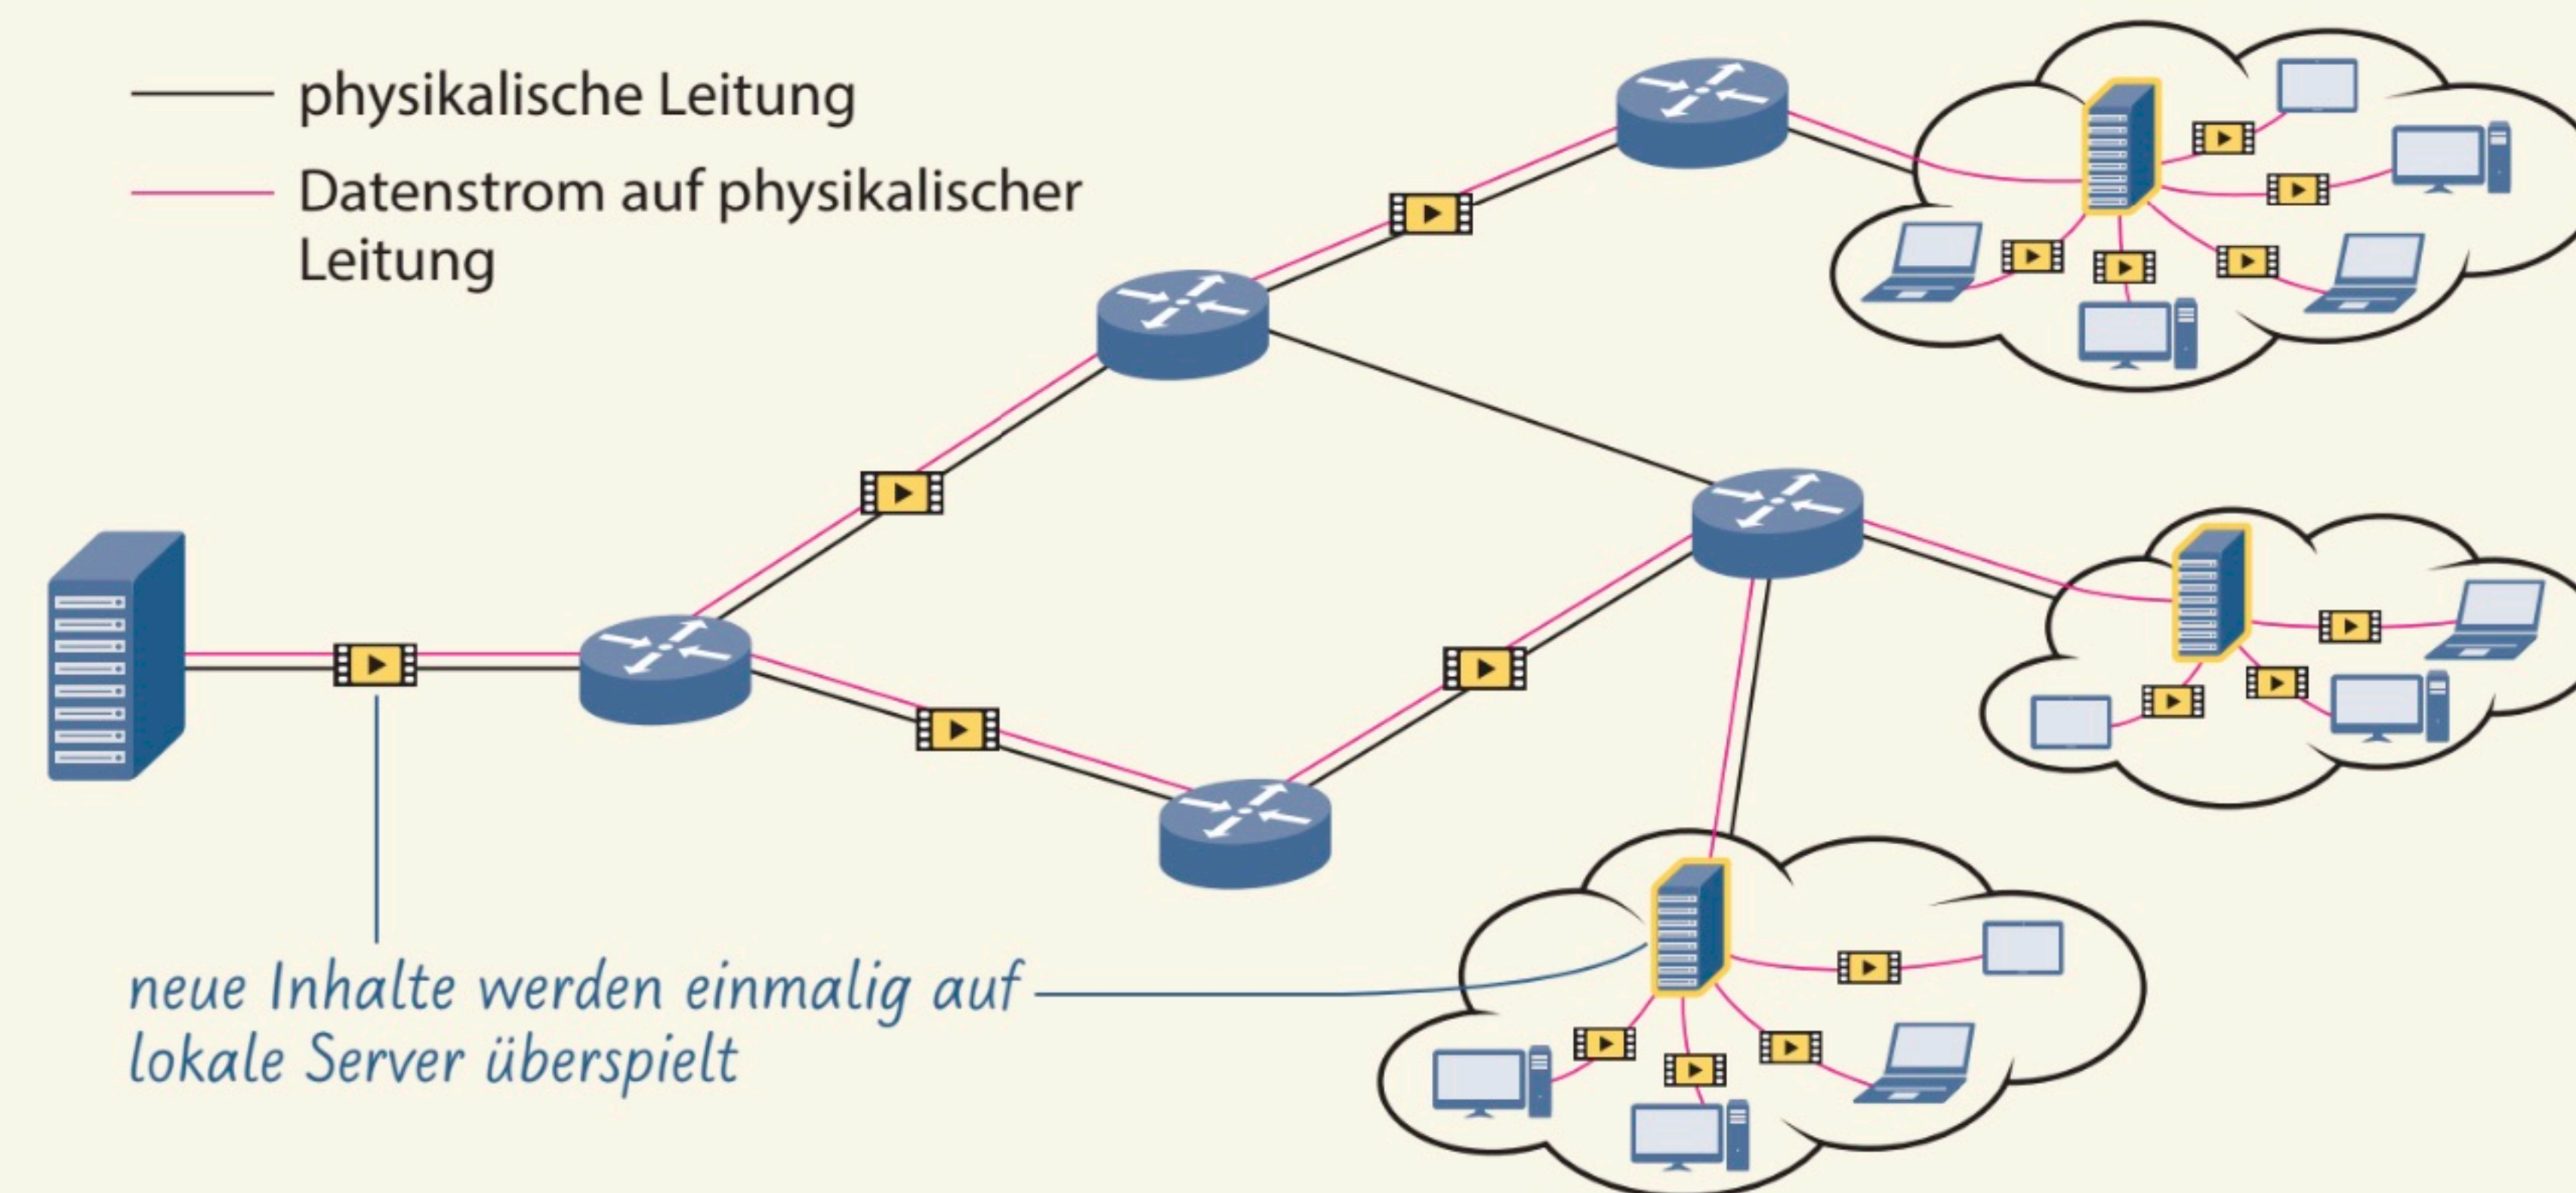 physikalische Leitung
Datenstrom auf physikalischer
Leitung
neue Inhalte werden einmalig auf
lokale Server überspielt